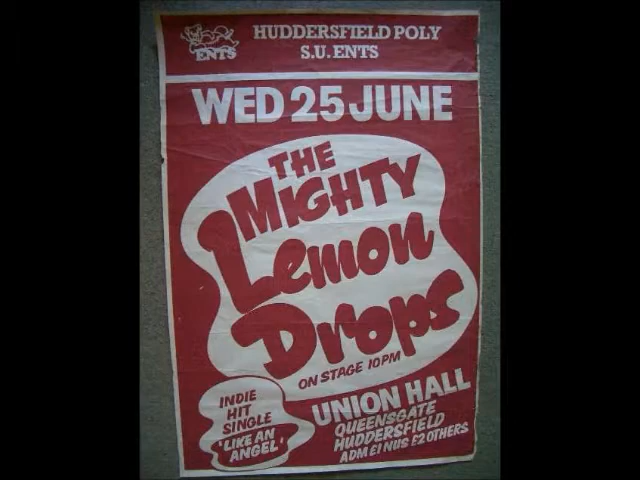 ENTS
HUDDERSFIELD POLY
S.U. ENTS
WED 25 JUNE
THE
MIGHTY
Lemon
Drops
ON STAGE 10PM
INDIE
HIT
SINGLE
'LIKE AN
ANGEL'
UNION HALL
QUEENSGATE
HUDDERSFIELD
ADM £1 NUS £2 OTHERS